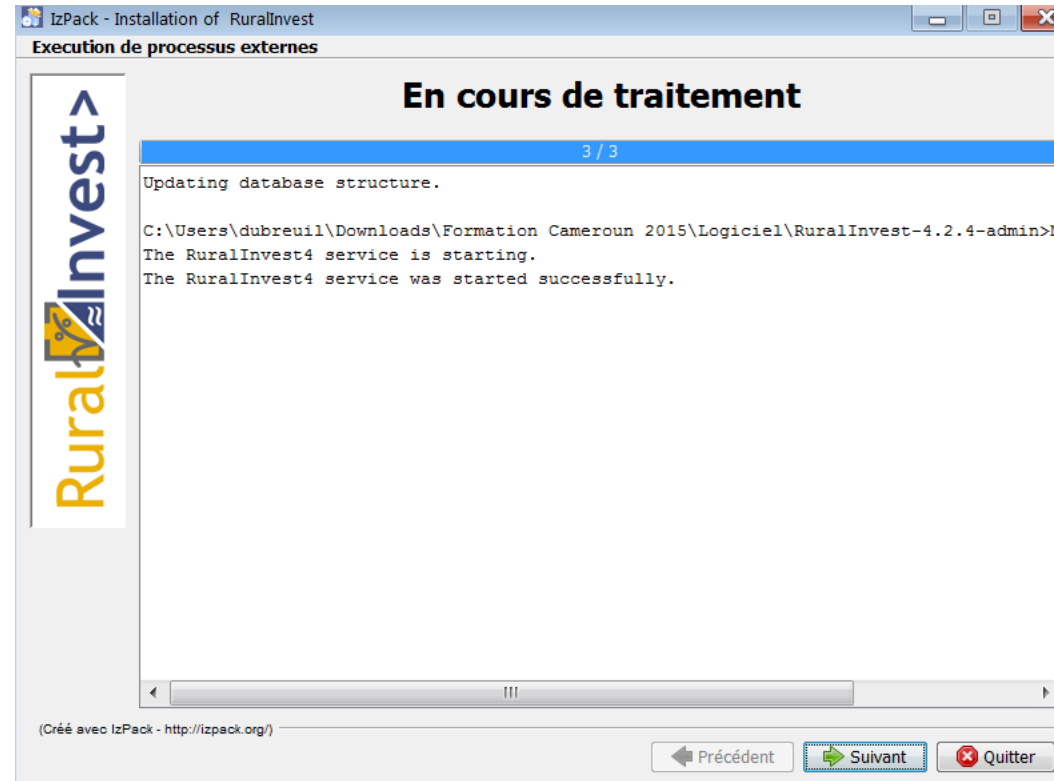 IzPack - Installation of RuralInvest
Execution de processus externes
RuralInvest>
En cours de traitement
3 / 3
Updating database structure.
C:\Users\dubreuil\Downloads\Formation Cameroun 2015\Logiciel\RuralInvest-4.2.4-admin>
The RuralInvest4 service is starting.
The RuralInvest4 service was started successfully.
(Créé avec IzPack - http://izpack.org/)
Précédent
Suivant
Quitter